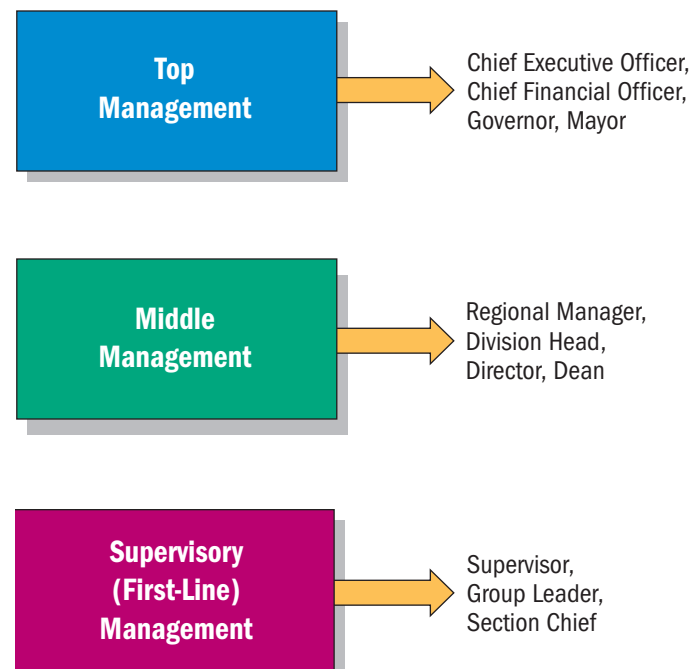 Top
Management
Chief Executive Officer,
Chief Financial Officer,
Governor, Mayor
Middle
Management
Regional Manager,
Division Head,
Director, Dean
Supervisory
(First-Line)
Management
Supervisor,
Group Leader,
Section Chief